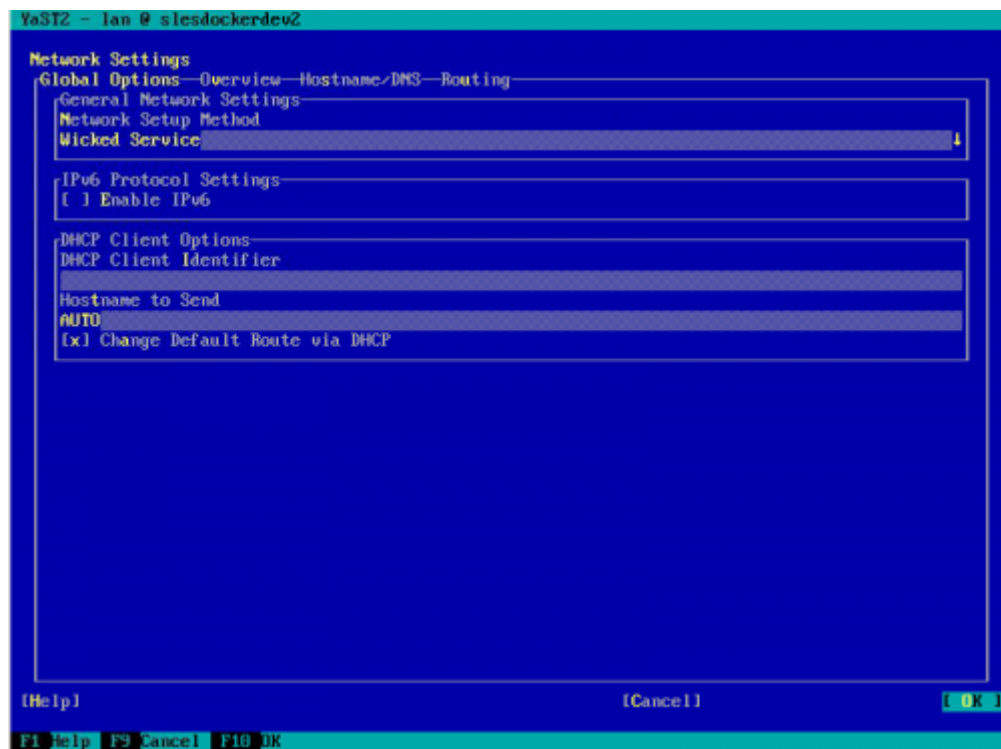 YaST2 - lan @ slesdockerdev2
Network Settings
Global Options—Overview—Hostname/DNS—Routing
General Network Settings
Network Setup Method
Wicked Service ↓
IPv6 Protocol Settings
[ ] Enable IPv6
DHCP Client Options
DHCP Client Identifier
Hostname to Send
AUTO
[x] Change Default Route via DHCP
[Help] [Cancel] [ OK ]
F1 Help F9 Cancel F10 OK